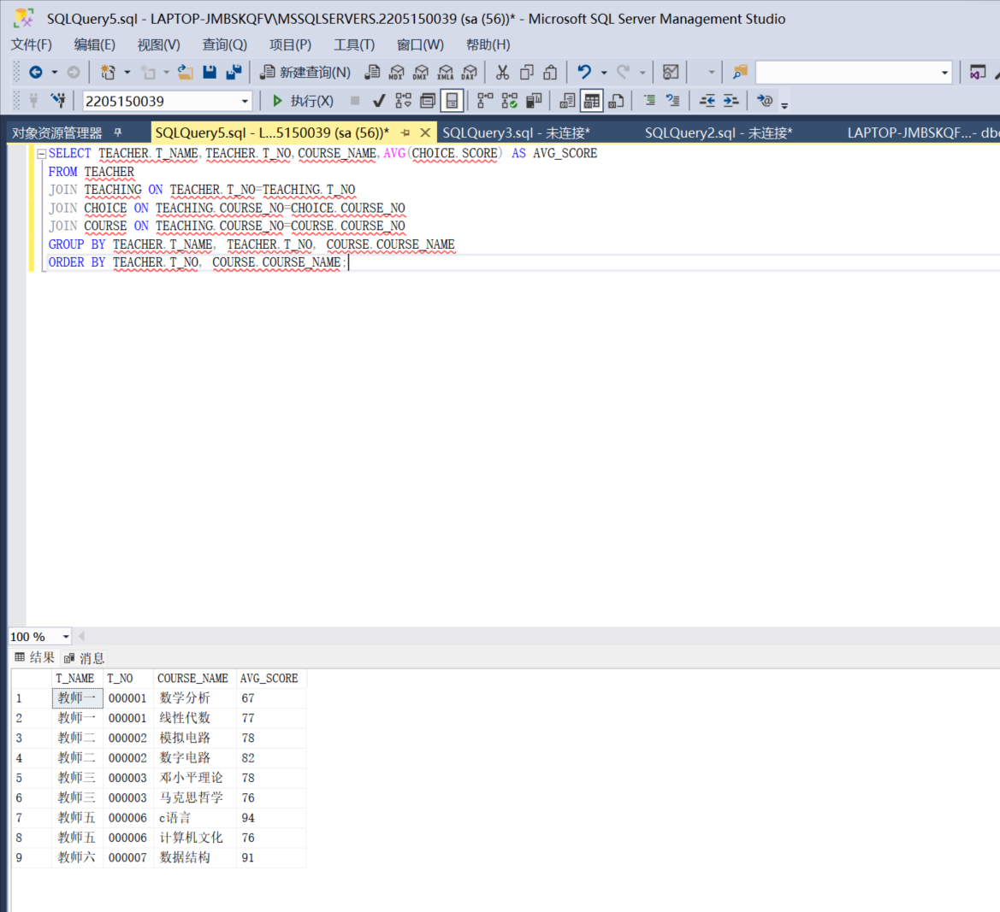 SQLQuery5.sql - LAPTOP-JMBSKQFV\MSSQLSERVERS.2205150039 (sa (56))* - Microsoft SQL Server Management Studio
文件(F) 编辑(E) 视图(V) 查询(Q) 项目(P) 工具(T) 窗口(W) 帮助(H)
新建查询(N) MDX DMX XMLA DAX
2205150039 执行(X)
对象资源管理器 SQLQuery5.sql - L...5150039 (sa (56))* SQLQuery3.sql - 未连接* SQLQuery2.sql - 未连接* LAPTOP-JMBSKQF...- dbo
SELECT TEACHER.T_NAME,TEACHER.T_NO,COURSE_NAME,AVG(CHOICE.SCORE) AS AVG_SCORE
FROM TEACHER
JOIN TEACHING ON TEACHER.T_NO=TEACHING.T_NO
JOIN CHOICE ON TEACHING.COURSE_NO=CHOICE.COURSE_NO
JOIN COURSE ON TEACHING.COURSE_NO=COURSE.COURSE_NO
GROUP BY TEACHER.T_NAME, TEACHER.T_NO, COURSE.COURSE_NAME
ORDER BY TEACHER.T_NO, COURSE.COURSE_NAME;
100 %
结果 消息
T_NAME T_NO COURSE_NAME AVG_SCORE
1 教师一 000001 数学分析 67
2 教师一 000001 线性代数 77
3 教师二 000002 模拟电路 78
4 教师二 000002 数字电路 82
5 教师三 000003 邓小平理论 78
6 教师三 000003 马克思哲学 76
7 教师五 000006 c语言 94
8 教师五 000006 计算机文化 76
9 教师六 000007 数据结构 91